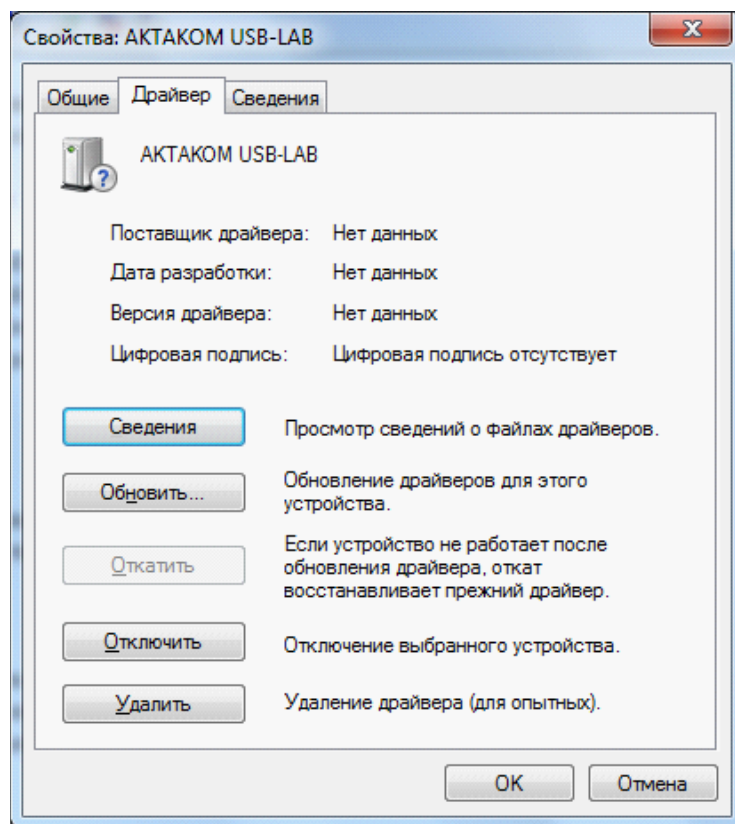 Свойства: AKTAKOM USB-LAB
Общие Драйвер Сведения
AKTAKOM USB-LAB
Поставщик драйвера: Нет данных
Дата разработки: Нет данных
Версия драйвера: Нет данных
Цифровая подпись: Цифровая подпись отсутствует
Сведения Просмотр сведений о файлах драйверов.
Обновить... Обновление драйверов для этого
устройства.
Откатить Если устройство не работает после
обновления драйвера, откат
восстанавливает прежний драйвер.
Отключить Отключение выбранного устройства.
Удалить Удаление драйвера (для опытных).
OK Отмена